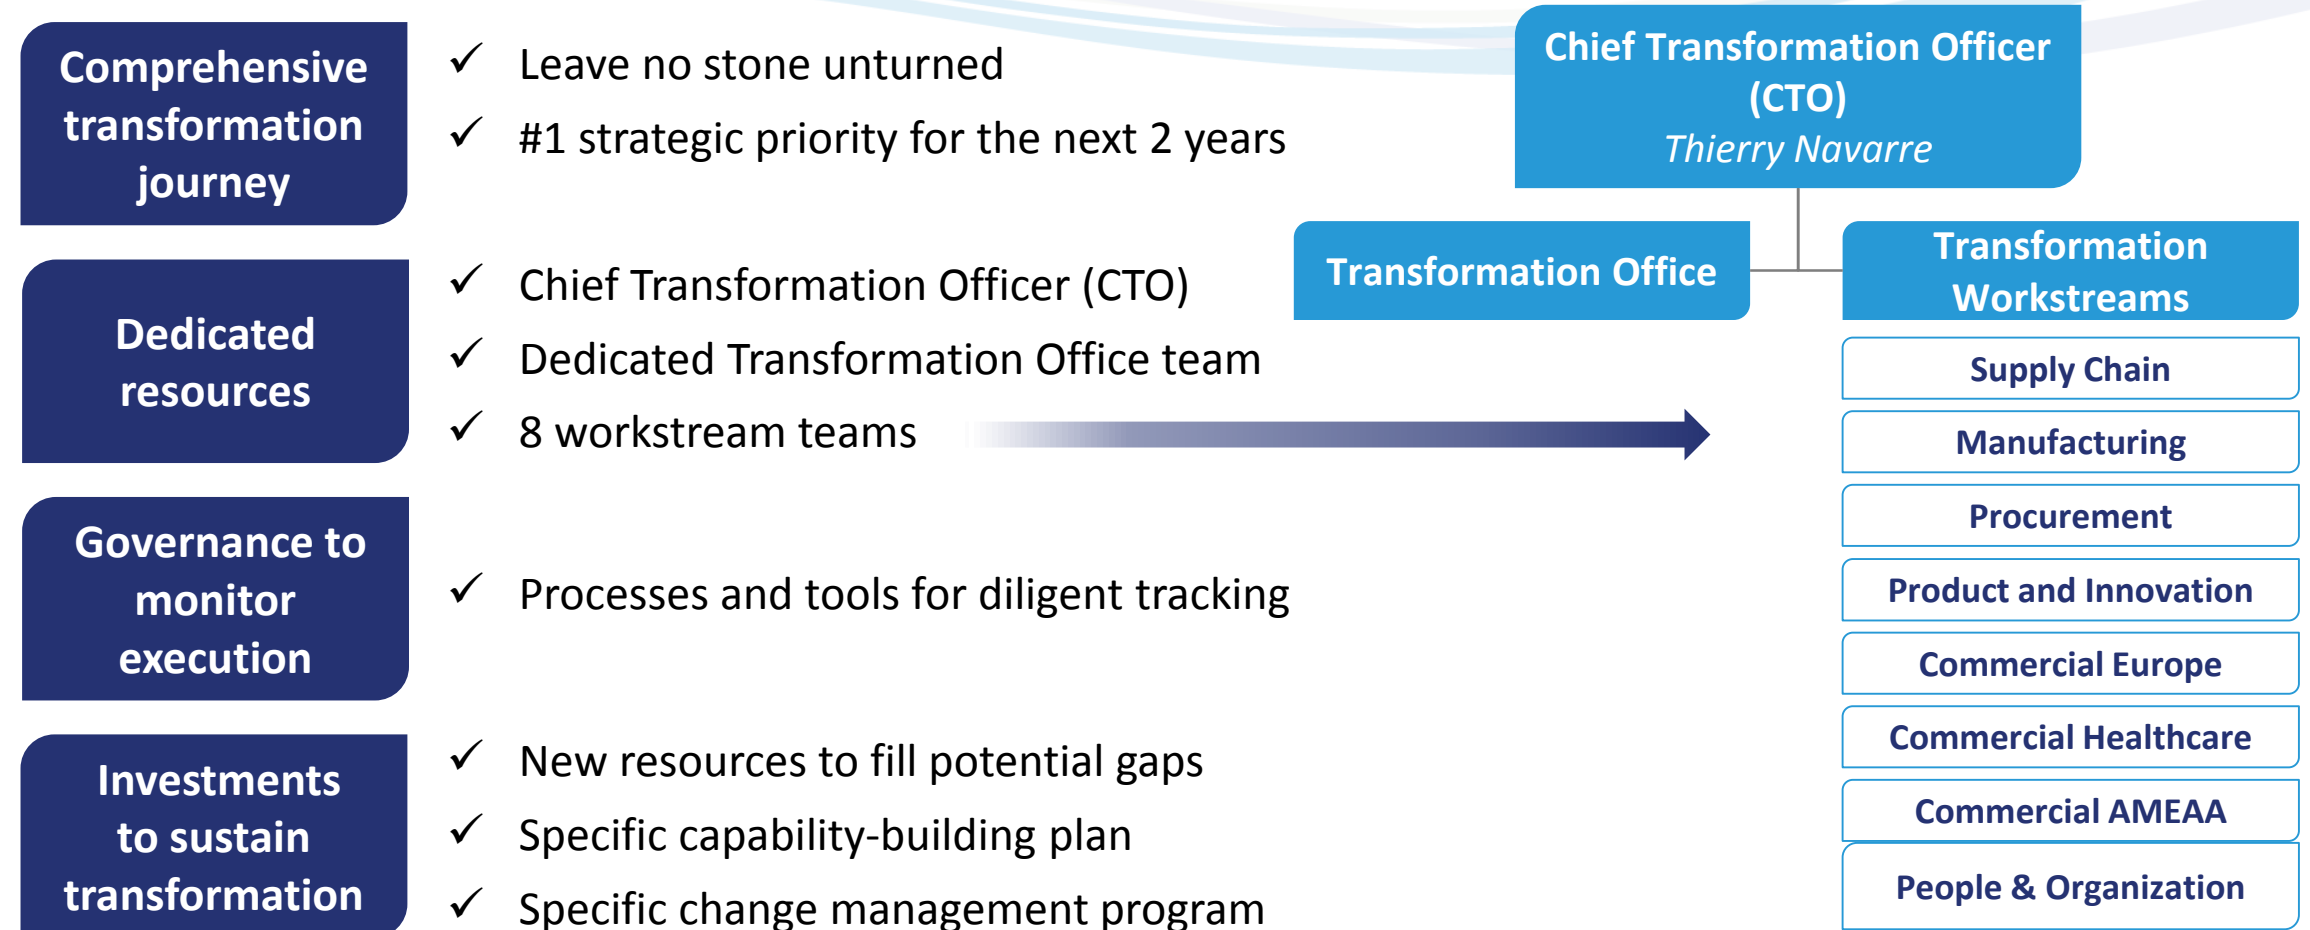 Comprehensive
transformation
journey
✓ Leave no stone unturned
✓ #1 strategic priority for the next 2 years
Dedicated
resources
✓ Chief Transformation Officer (CTO)
✓ Dedicated Transformation Office team
✓ 8 workstream teams
Governance to
monitor
execution
✓ Processes and tools for diligent tracking
Investments
to sustain
transformation
✓ New resources to fill potential gaps
✓ Specific capability-building plan
✓ Specific change management program
Chief Transformation Officer
(CTO)
Thierry Navarre
Transformation Office
Transformation
Workstreams
Supply Chain
Manufacturing
Procurement
Product and Innovation
Commercial Europe
Commercial Healthcare
Commercial AMEAA
People & Organization